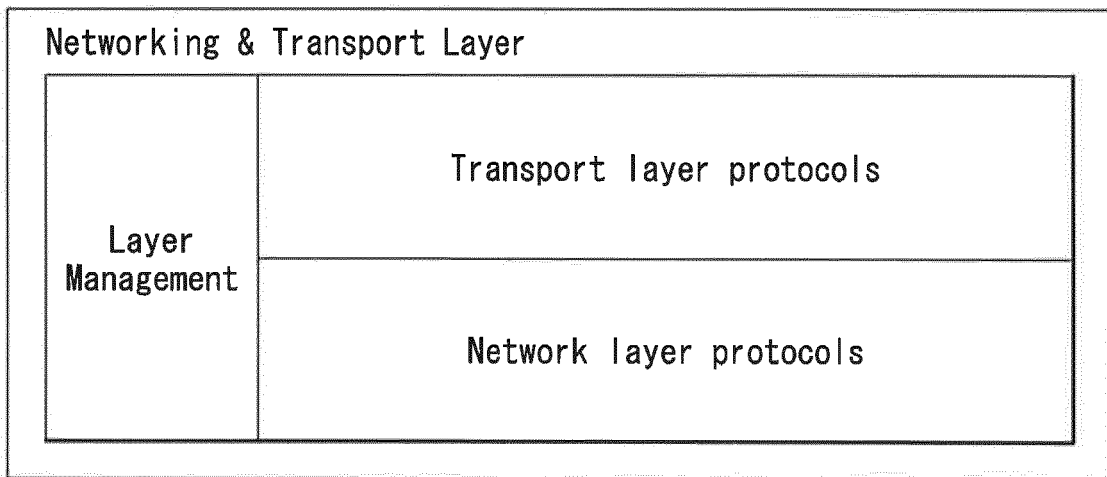 Networking & Transport Layer
Layer
Management
Transport layer protocols
Network layer protocols